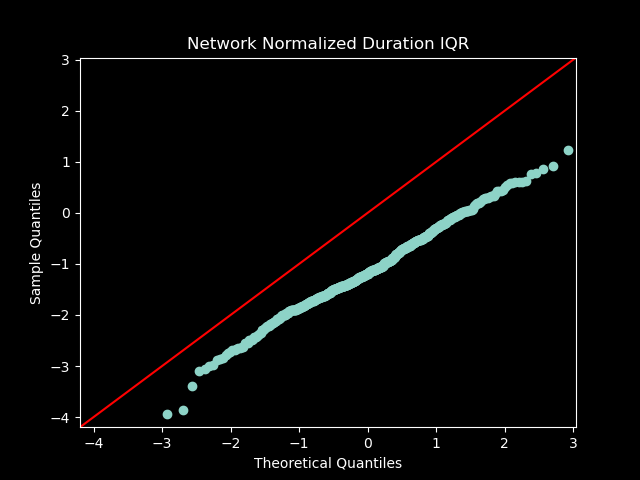 Network Normalized Duration IQR
3
2
1
0
−1
−2
−3
−4
Sample Quantiles
−4 −3 −2 −1 0 1 2 3
Theoretical Quantiles